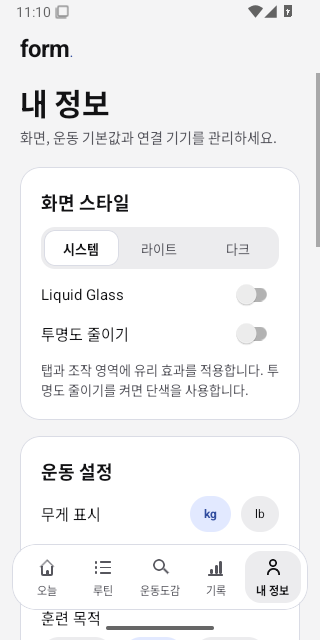 11:10
form.
내 정보
화면, 운동 기본값과 연결 기기를 관리하세요.
화면 스타일
시스템 라이트 다크
Liquid Glass
투명도 줄이기
탭과 조작 영역에 유리 효과를 적용합니다. 투
명도 줄이기를 켜면 단색을 사용합니다.
운동 설정
무게 표시 kg lb
오늘 루틴 운동도감 기록 내 정보
훈련 목적